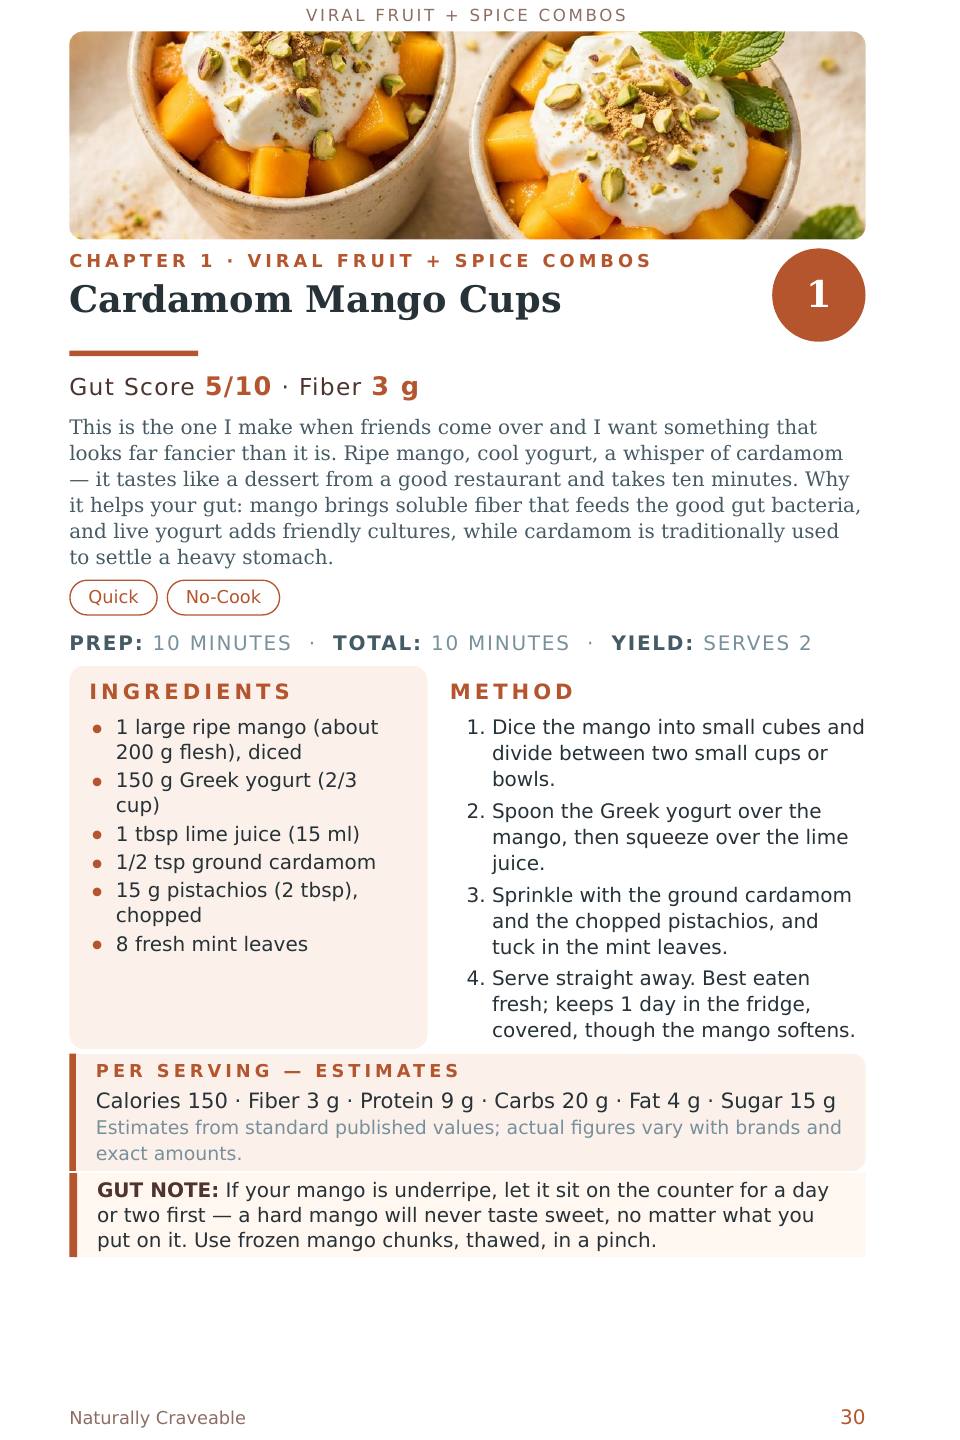 VIRAL FRUIT + SPICE COMBOS
CHAPTER 1 · VIRAL FRUIT + SPICE COMBOS
Cardamom Mango Cups
1
Gut Score 5/10 · Fiber 3 g
This is the one I make when friends come over and I want something that
looks far fancier than it is. Ripe mango, cool yogurt, a whisper of cardamom
— it tastes like a dessert from a good restaurant and takes ten minutes. Why
it helps your gut: mango brings soluble fiber that feeds the good gut bacteria,
and live yogurt adds friendly cultures, while cardamom is traditionally used
to settle a heavy stomach.
Quick No-Cook
PREP: 10 MINUTES · TOTAL: 10 MINUTES · YIELD: SERVES 2
INGREDIENTS
• 1 large ripe mango (about
200 g flesh), diced
• 150 g Greek yogurt (2/3
cup)
• 1 tbsp lime juice (15 ml)
• 1/2 tsp ground cardamom
• 15 g pistachios (2 tbsp),
chopped
• 8 fresh mint leaves
METHOD
1. Dice the mango into small cubes and
divide between two small cups or
bowls.
2. Spoon the Greek yogurt over the
mango, then squeeze over the lime
juice.
3. Sprinkle with the ground cardamom
and the chopped pistachios, and
tuck in the mint leaves.
4. Serve straight away. Best eaten
fresh; keeps 1 day in the fridge,
covered, though the mango softens.
PER SERVING — ESTIMATES
Calories 150 · Fiber 3 g · Protein 9 g · Carbs 20 g · Fat 4 g · Sugar 15 g
Estimates from standard published values; actual figures vary with brands and
exact amounts.
GUT NOTE: If your mango is underripe, let it sit on the counter for a day
or two first — a hard mango will never taste sweet, no matter what you
put on it. Use frozen mango chunks, thawed, in a pinch.
Naturally Craveable
30